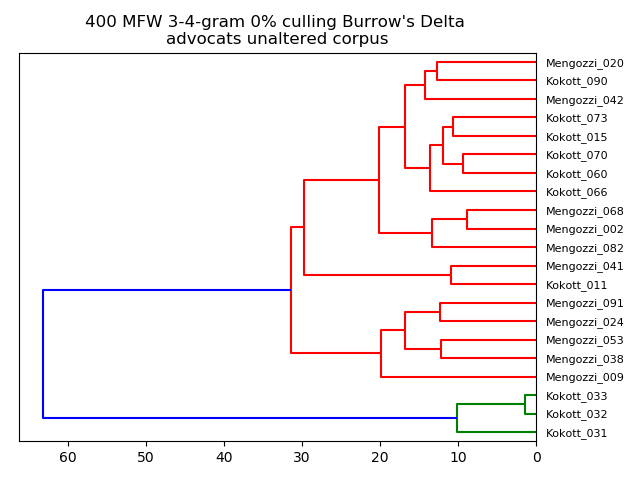 400 MFW 3-4-gram 0% culling Burrow's Delta
advocats unaltered corpus
Mengozzi_020
Kokott_090
Mengozzi_042
Kokott_073
Kokott_015
Kokott_070
Kokott_060
Kokott_066
Mengozzi_068
Mengozzi_002
Mengozzi_082
Mengozzi_041
Kokott_011
Mengozzi_091
Mengozzi_024
Mengozzi_053
Mengozzi_038
Mengozzi_009
Kokott_033
Kokott_032
Kokott_031
60 50 40 30 20 10 0